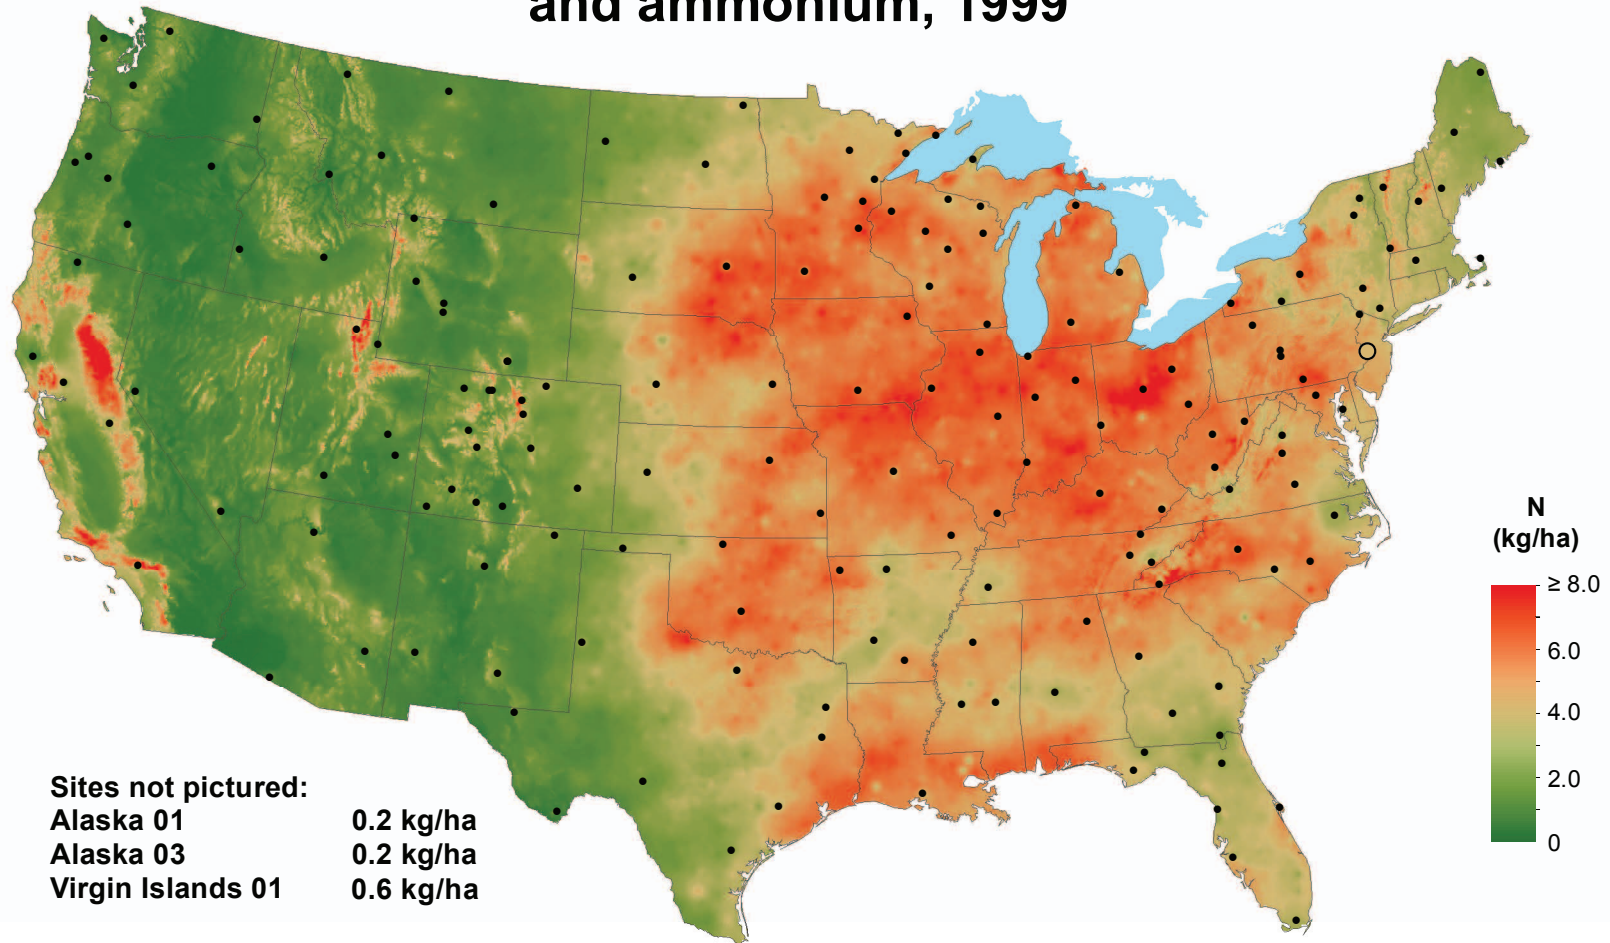 and ammonium, 1999
N
(kg/ha)
≥ 8.0
6.0
4.0
2.0
0
Sites not pictured:
Alaska 01 0.2 kg/ha
Alaska 03 0.2 kg/ha
Virgin Islands 01 0.6 kg/ha